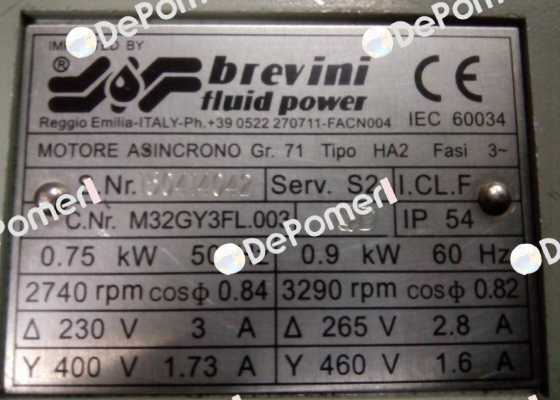 IMPORTED BY
® brevini
fluid power
CE
Reggio Emilia-ITALY-Ph.+39 0522 270711-FACN004 IEC 60034
MOTORE ASINCRONO Gr. 71 Tipo HA2 Fasi 3~
S.Nr. Serv. S2 I.CL.F
C.Nr. M32GY3FL.003 IP 54
0.75 kW 50 Hz 0.9 kW 60 Hz
2740 rpm cosϕ 0.84 3290 rpm cosϕ 0.82
Δ 230 V 3 A Δ 265 V 2.8 A
Y 400 V 1.73 A Y 460 V 1.6 A
DePomeri
DePomeri
DePomeri